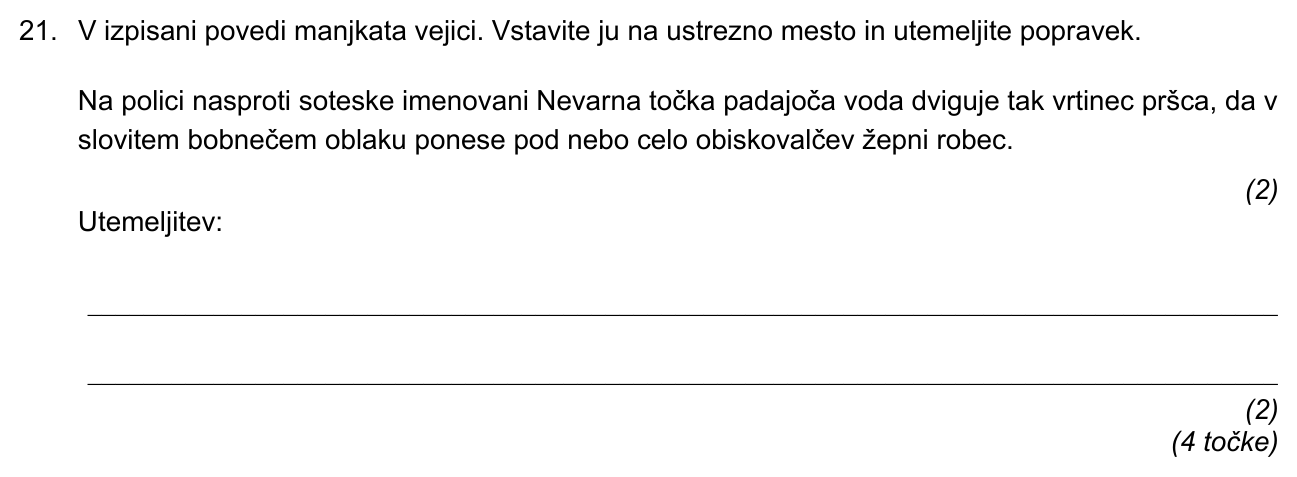 21. V izpisani povedi manjkata vejici. Vstavite ju na ustrezno mesto in utemeljite popravek.
Na polici nasproti soteske imenovani Nevarna točka padajoča voda dviguje tak vrtinec pršca, da v
slovitem bobnečem oblaku ponese pod nebo celo obiskovalčev žepni robec.
(2)
Utemeljitev:
(2)
(4 točke)